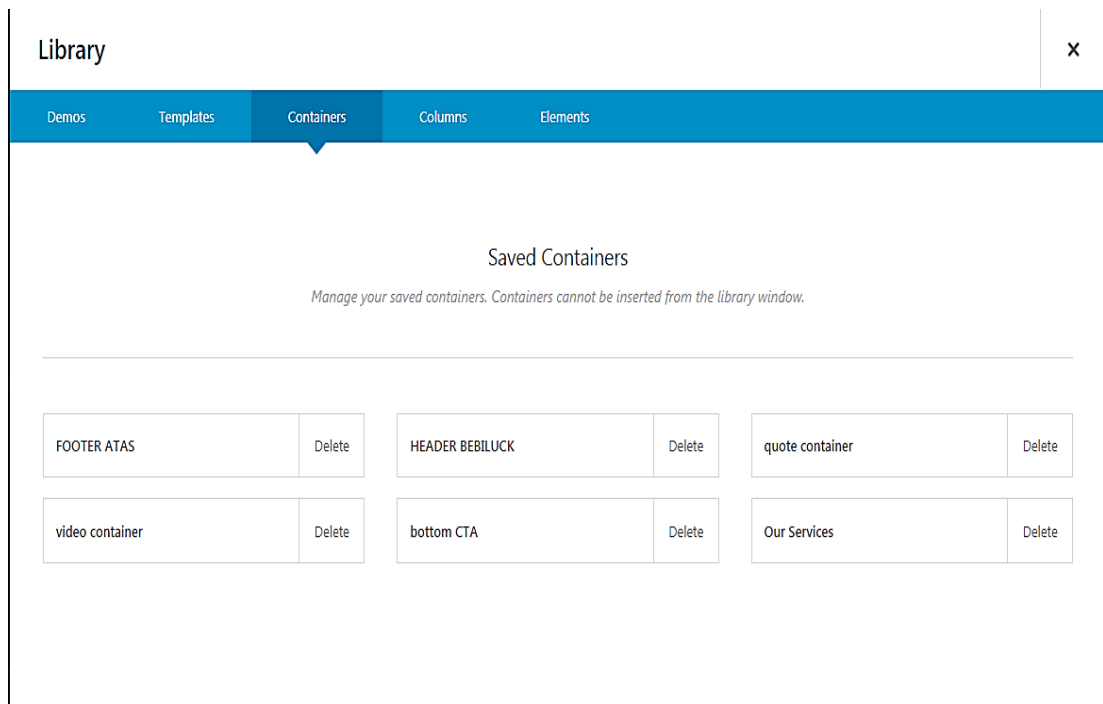 Library
Demos Templates Containers Columns Elements
Saved Containers
Manage your saved containers. Containers cannot be inserted from the library window.
FOOTER ATAS Delete HEADER BEBILUCK Delete quote container Delete
video container Delete bottom CTA Delete Our Services Delete